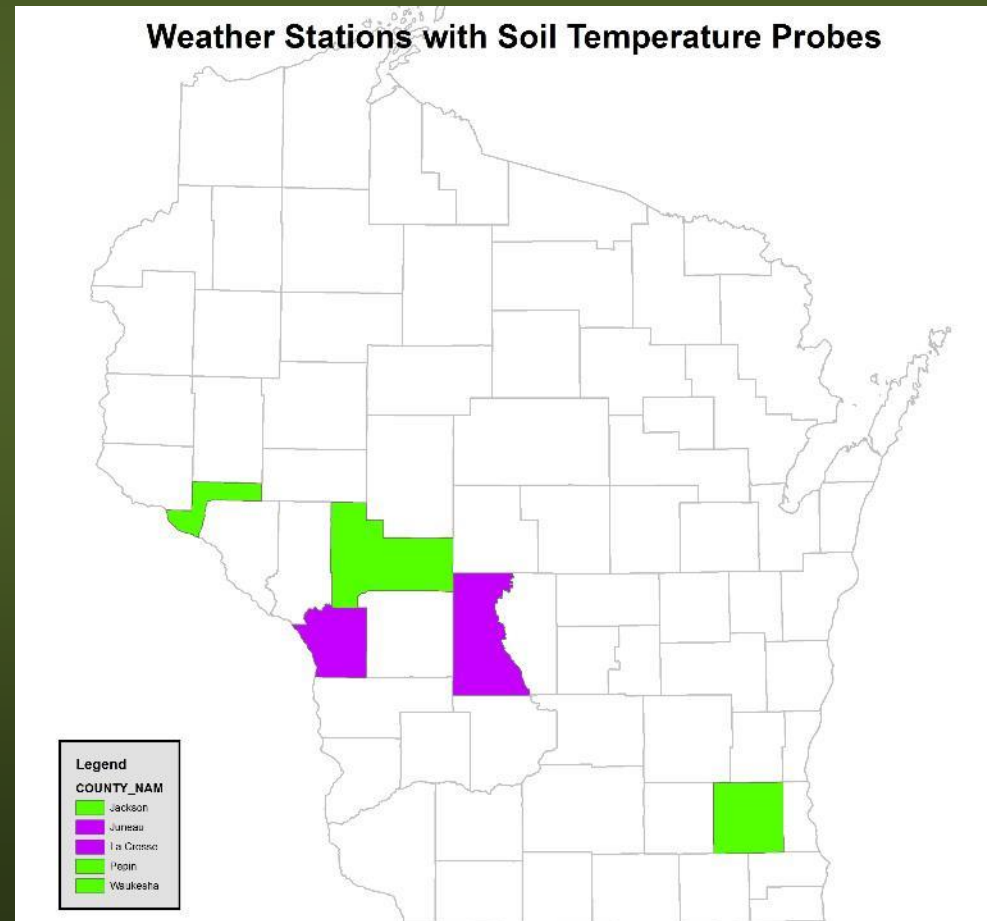 Weather Stations with Soil Temperature Probes
Legend
COUNTY_NAM
Jackson
Juneau
La Crosse
Pepin
Waukesha